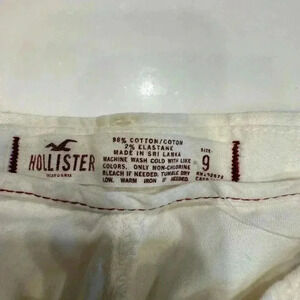 HOLLISTER
CALIFORNIA
98% COTTON/COTON
2% ELASTANE
MADE IN SRI LANKA
MACHINE WASH COLD WITH LIKE
COLORS. ONLY NON-CHLORINE
BLEACH IF NEEDED. TUMBLE DRY
LOW. WARM IRON IF NEEDED.
SIZE:
9